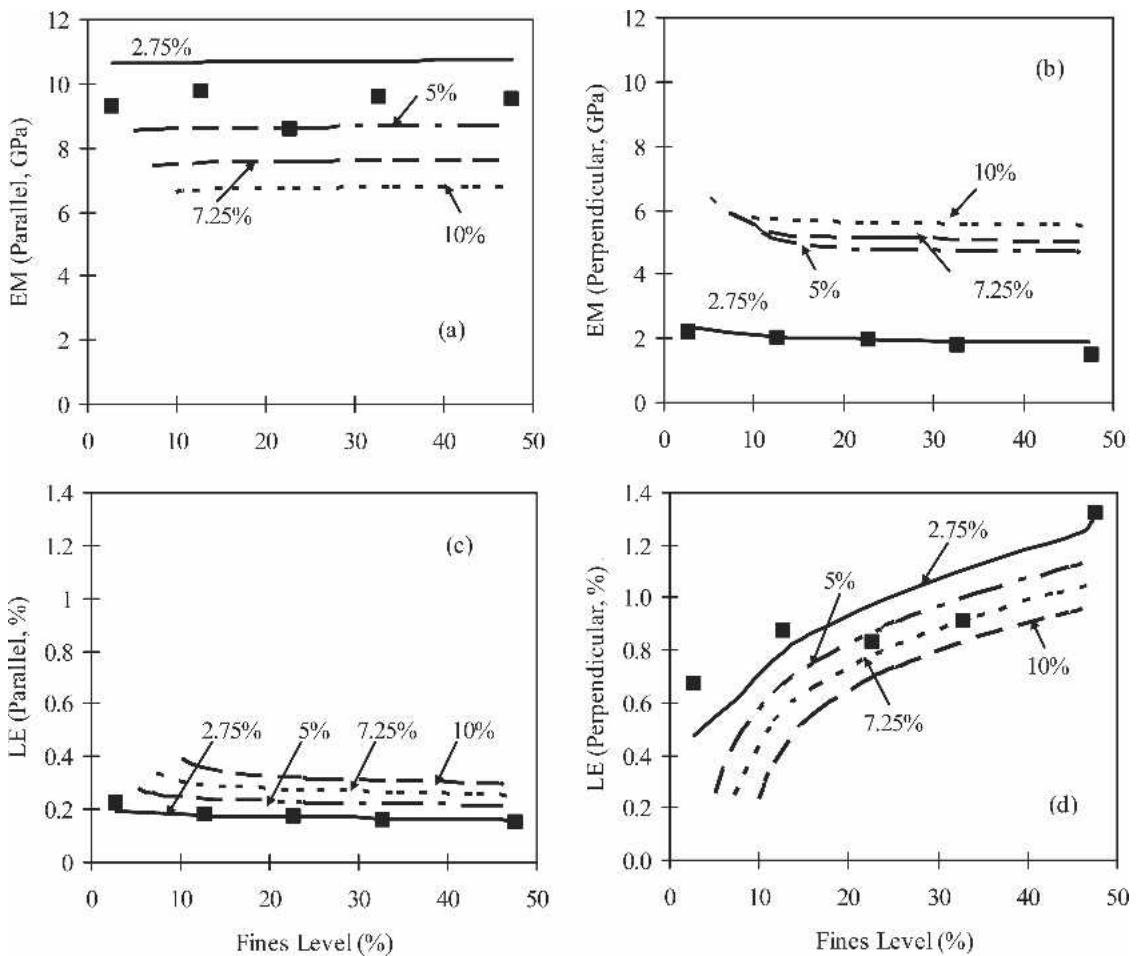 12
10
8
6
4
2
0
EM (Parallel, GPa)
2.75%
5%
7.25%
10%
(a)
0 10 20 30 40 50
12
10
8
6
4
2
0
EM (Perpendicular, GPa)
(b)
10%
5%
7.25%
2.75%
0 10 20 30 40 50
1.4
1.2
1
0.8
0.6
0.4
0.2
0
LE (Parallel, %)
(c)
2.75% 5% 7.25% 10%
0 10 20 30 40 50
Fines Level (%)
1.4
1.2
1.0
0.8
0.6
0.4
0.2
0.0
LE (Perpendicular, %)
2.75%
5%
10%
7.25%
(d)
0 10 20 30 40 50
Fines Level (%)